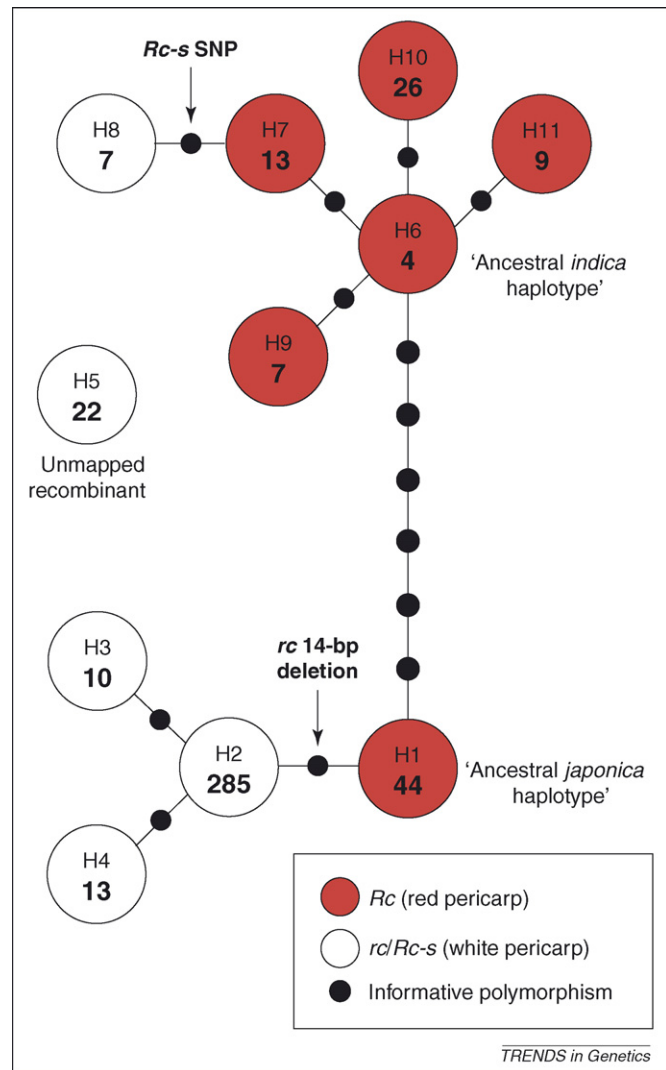 Rc-s SNP
H10
26
H8
7
H7
13
H11
9
H6
4
'Ancestral indica
haplotype'
H9
7
H5
22
Unmapped
recombinant
H3
10
rc 14-bp
deletion
H2
285
H1
44
'Ancestral japonica
haplotype'
H4
13
Rc (red pericarp)
rc/Rc-s (white pericarp)
Informative polymorphism
TRENDS in Genetics